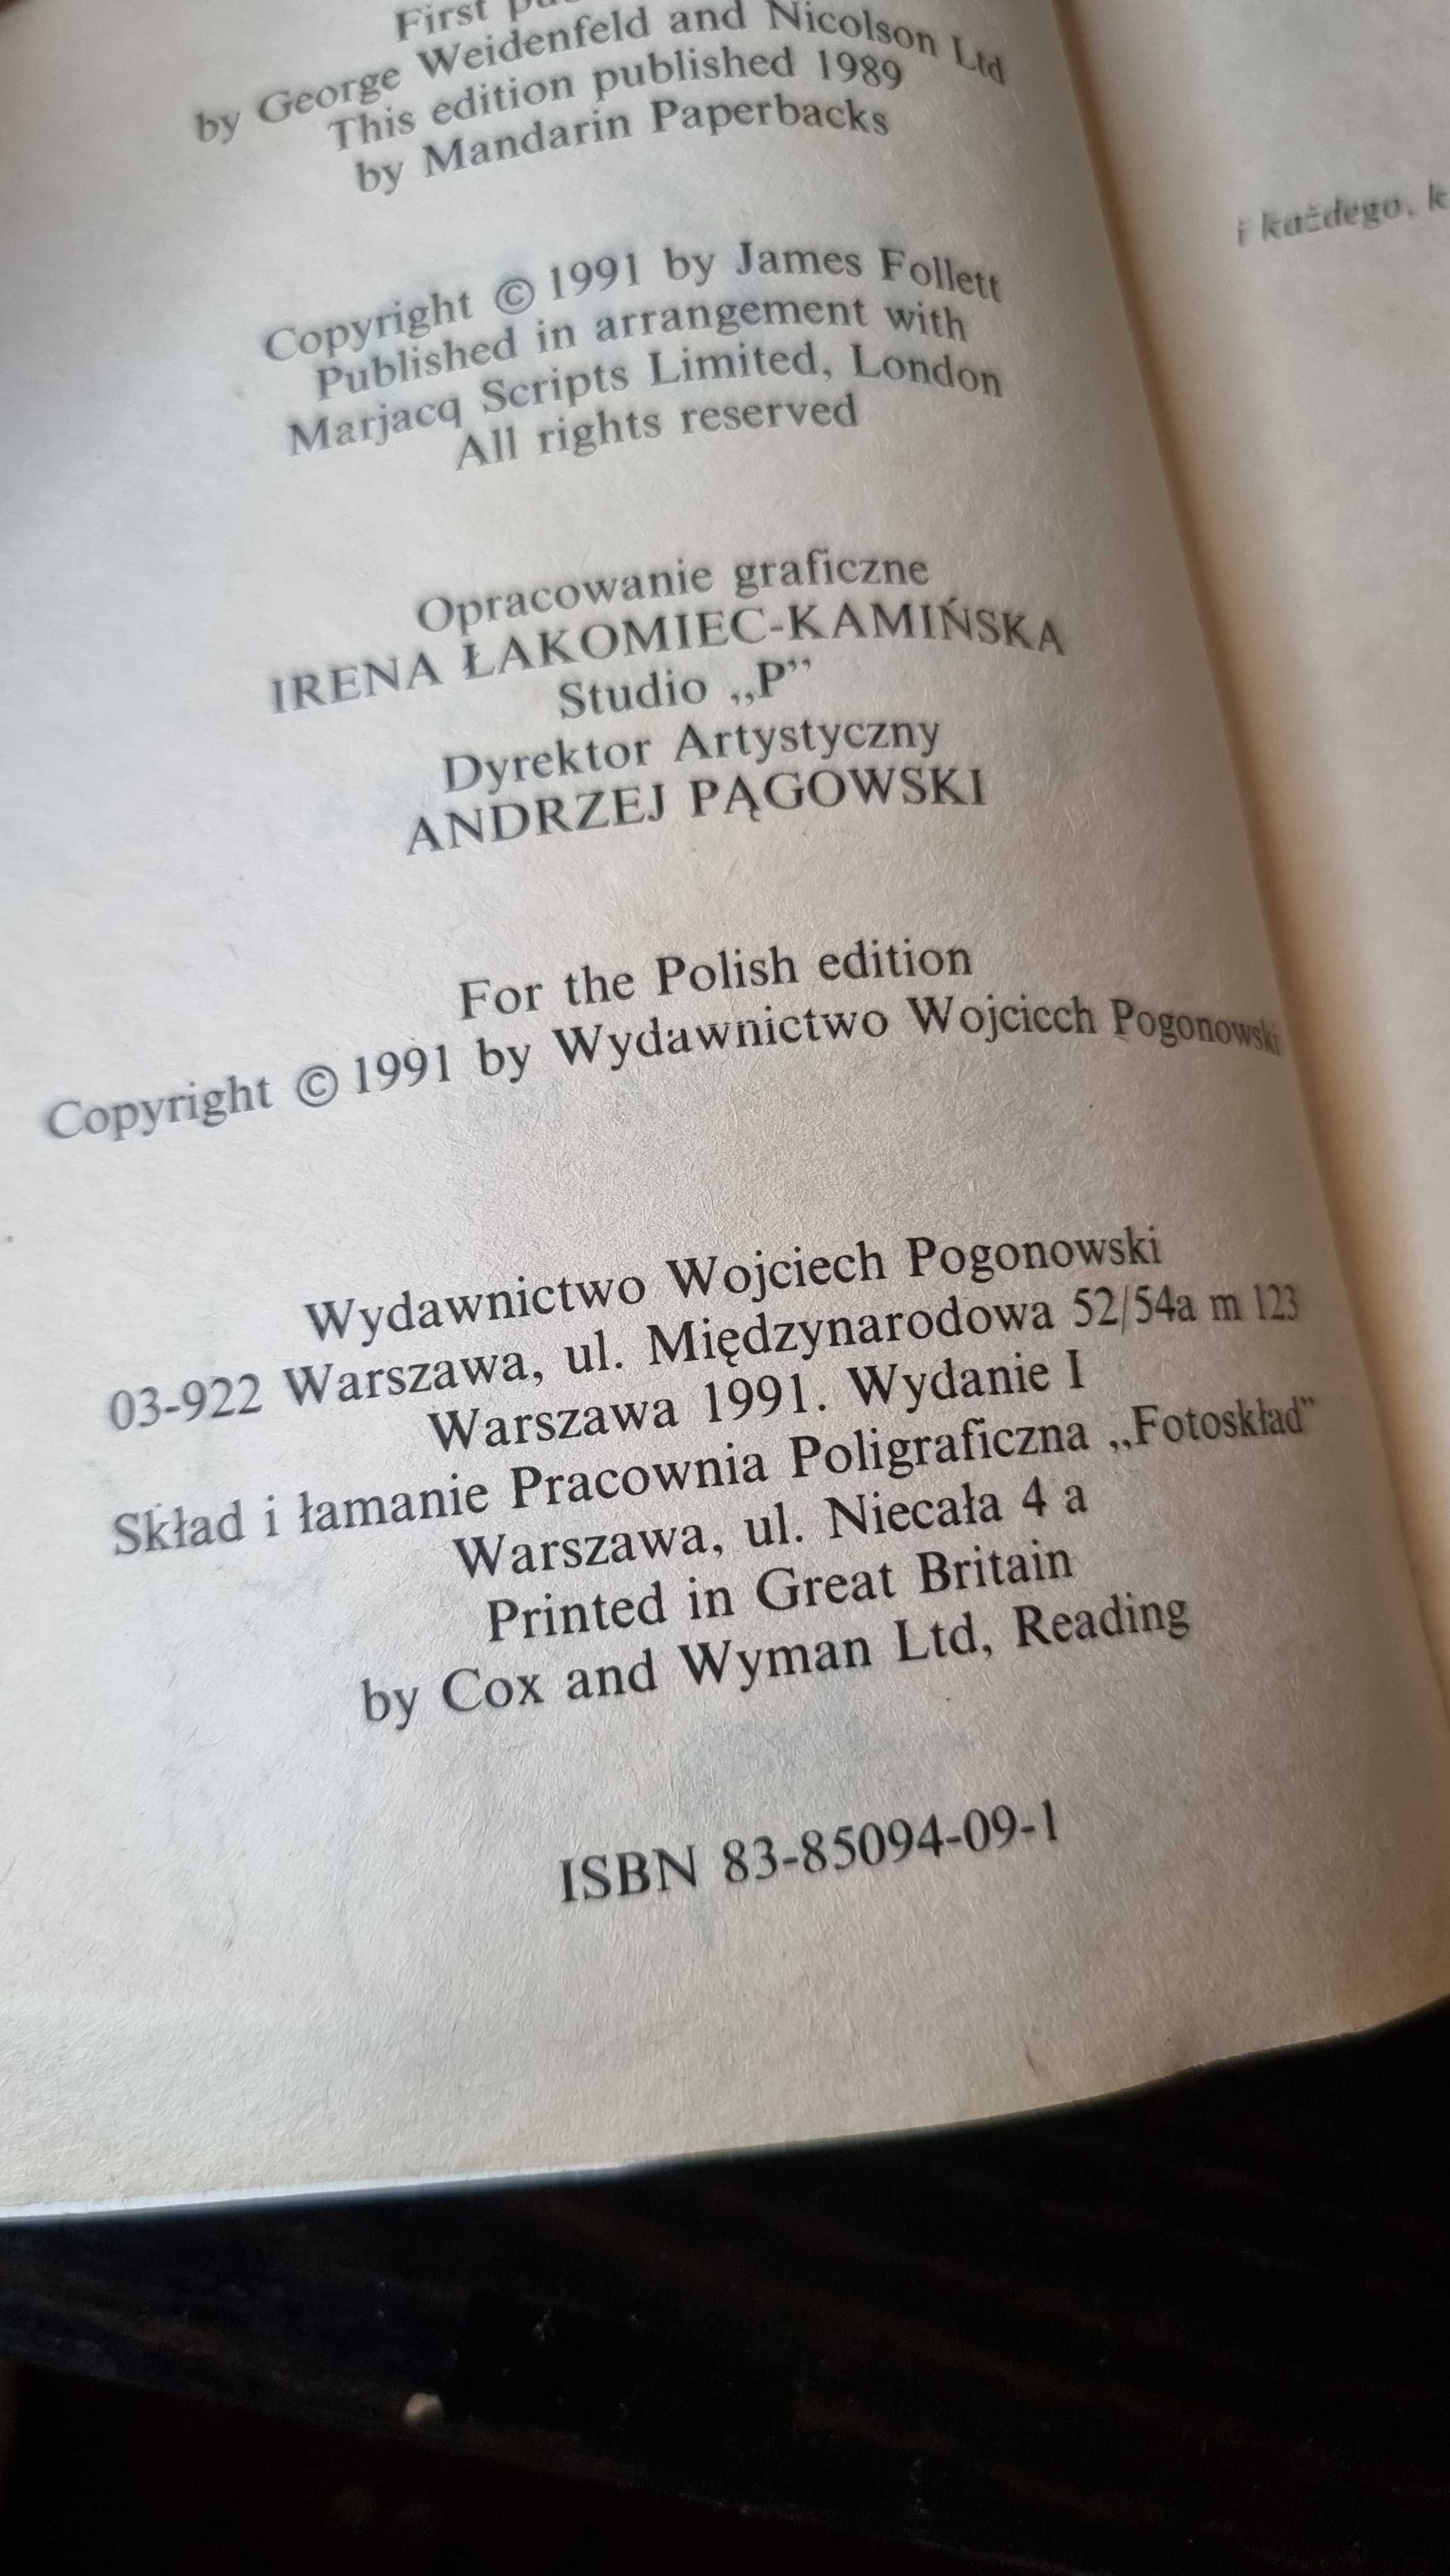 First
by George Weidenfeld and Nicolson Ltd
This edition published 1989
by Mandarin Paperbacks
Copyright © 1991 by James Follett
Published in arrangement with
Marjacq Scripts Limited, London
All rights reserved
Opracowanie graficzne
IRENA ŁAKOMIEC-KAMIŃSKA
Studio „P”
Dyrektor Artystyczny
ANDRZEJ PĄGOWSKI
For the Polish edition
Copyright © 1991 by Wydawnictwo Wojciech Pogonowski
Wydawnictwo Wojciech Pogonowski
03-922 Warszawa, ul. Międzynarodowa 52/54a m 123
Warszawa 1991. Wydanie I
Skład i łamanie Pracownia Poligraficzna „Fotoskład”
Warszawa, ul. Niecała 4 a
Printed in Great Britain
by Cox and Wyman Ltd, Reading
ISBN 83-85094-09-1
i każdego,